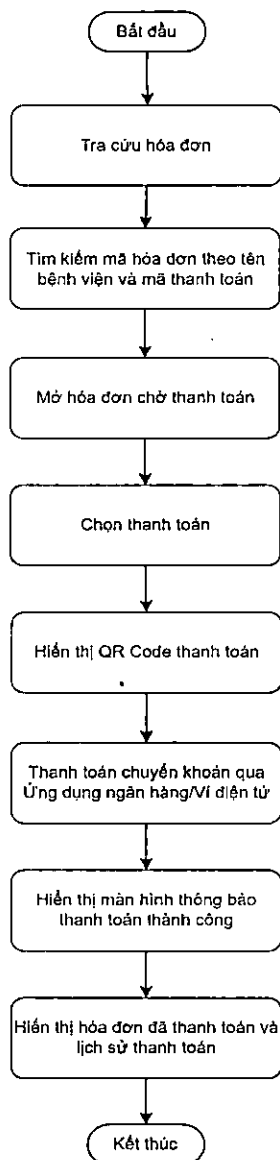 Bắt đầu
Tra cứu hóa đơn
Tìm kiếm mã hóa đơn theo tên
bệnh viện và mã thanh toán
Mở hóa đơn chờ thanh toán
Chọn thanh toán
Hiển thị QR Code thanh toán
Thanh toán chuyển khoản qua
Ứng dụng ngân hàng/Ví điện tử
Hiển thị màn hình thông báo
thanh toán thành công
Hiển thị hóa đơn đã thanh toán và
lịch sử thanh toán
Kết thúc